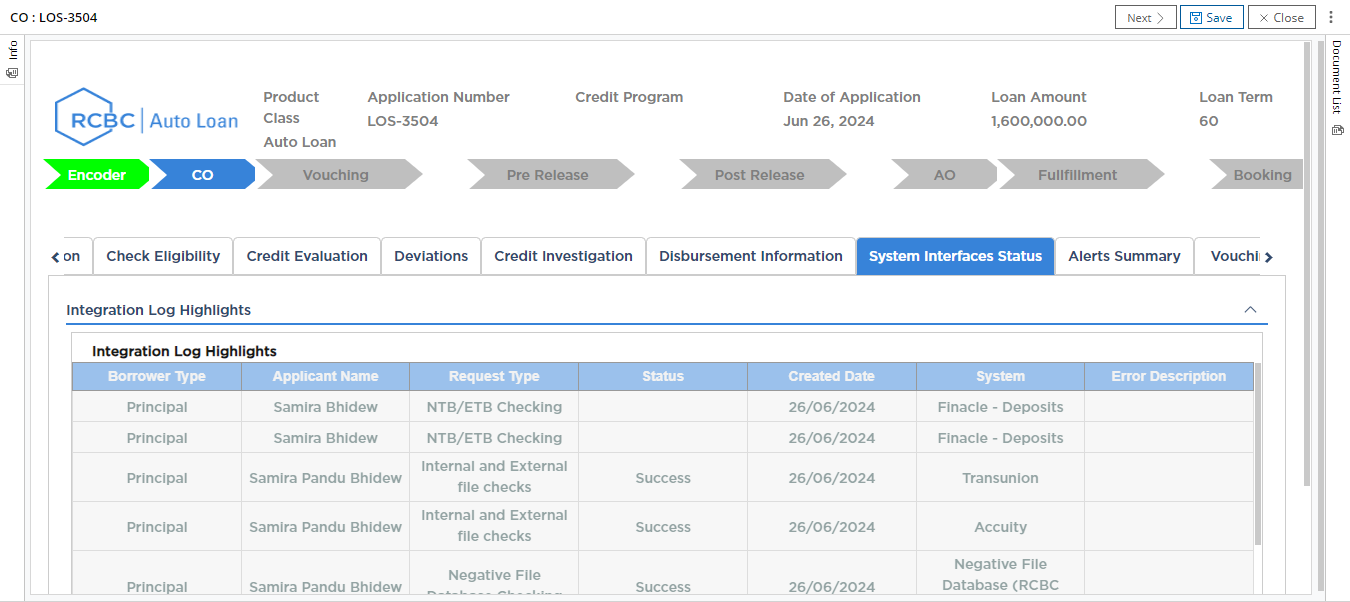 CO : LOS-3504
Next
Save
Close
Info
Document List
RCBC Auto Loan
Product Class
Auto Loan
Application Number
LOS-3504
Credit Program
Date of Application
Jun 26, 2024
Loan Amount
1,600,000.00
Loan Term
60
Encoder CO Vouching Pre Release Post Release AO Fullfillment Booking
on Check Eligibility Credit Evaluation Deviations Credit Investigation Disbursement Information System Interfaces Status Alerts Summary Vouchi
Integration Log Highlights
Integration Log Highlights
Borrower Type Applicant Name Request Type Status Created Date System Error Description
Principal Samira Bhidew NTB/ETB Checking 26/06/2024 Finacle - Deposits
Principal Samira Bhidew NTB/ETB Checking 26/06/2024 Finacle - Deposits
Principal Samira Pandu Bhidew Internal and External file checks Success 26/06/2024 Transunion
Principal Samira Pandu Bhidew Internal and External file checks Success 26/06/2024 Accuity
Principal Samira Pandu Bhidew Negative File Database Checking Success 26/06/2024 Negative File Database (RCBC